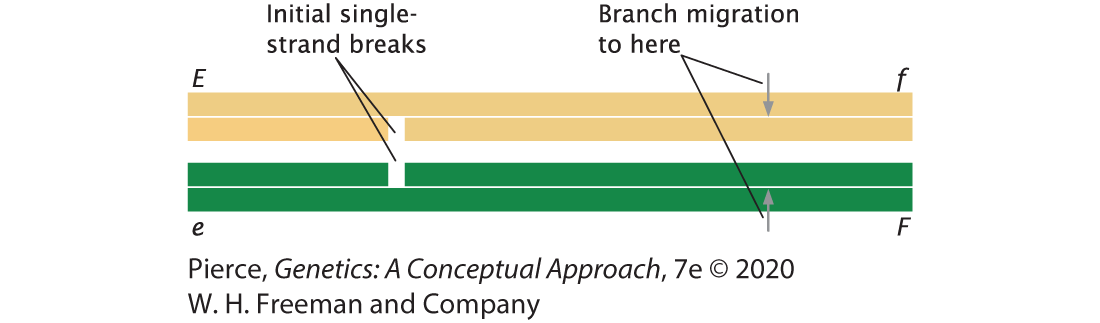 Initial single-
strand breaks
Branch migration
to here
E
f
e
F
Pierce, Genetics: A Conceptual Approach, 7e © 2020
W. H. Freeman and Company